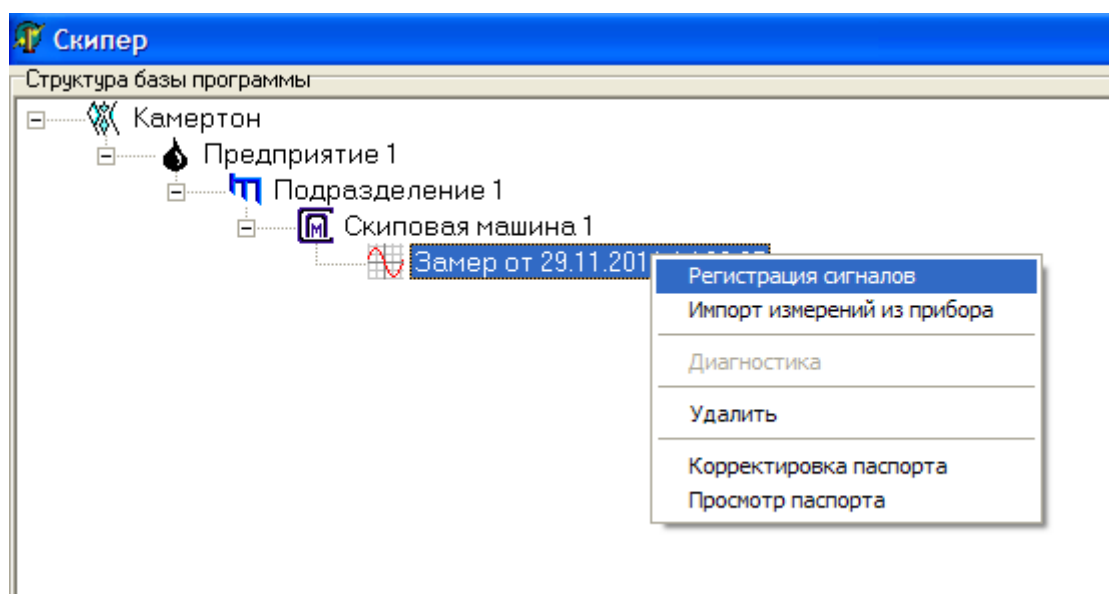 Скипер
Структура базы программы
Камертон
Предприятие 1
Подразделение 1
Скиповая машина 1
Замер от 29.11.201
Регистрация сигналов
Импорт измерений из прибора
Диагностика
Удалить
Корректировка паспорта
Просмотр паспорта